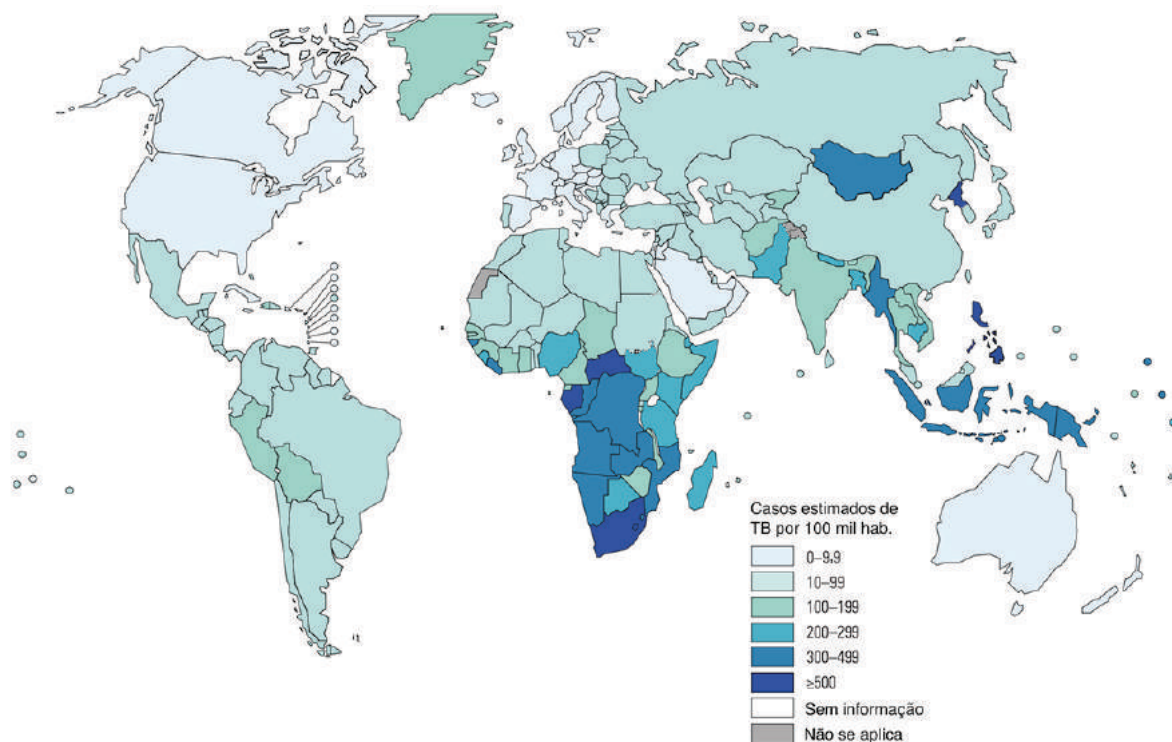 Casos estimados de
TB por 100 mil hab.
0–9,9
10–99
100–199
200–299
300–499
≥500
Sem informação
Não se aplica